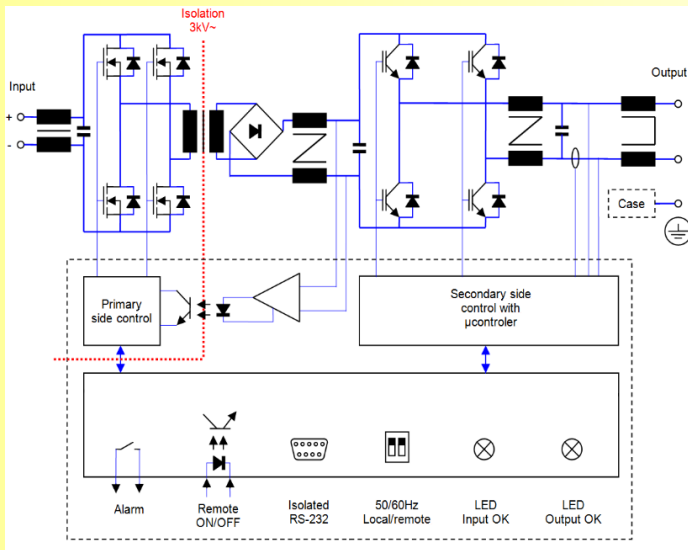 Isolation
3kV~
Input
Output
+
-
Case
Primary
side control
Secondary side
control with
µcontroler
Alarm
Remote
ON/OFF
Isolated
RS-232
50/60Hz
Local/remote
LED
Input OK
LED
Output OK